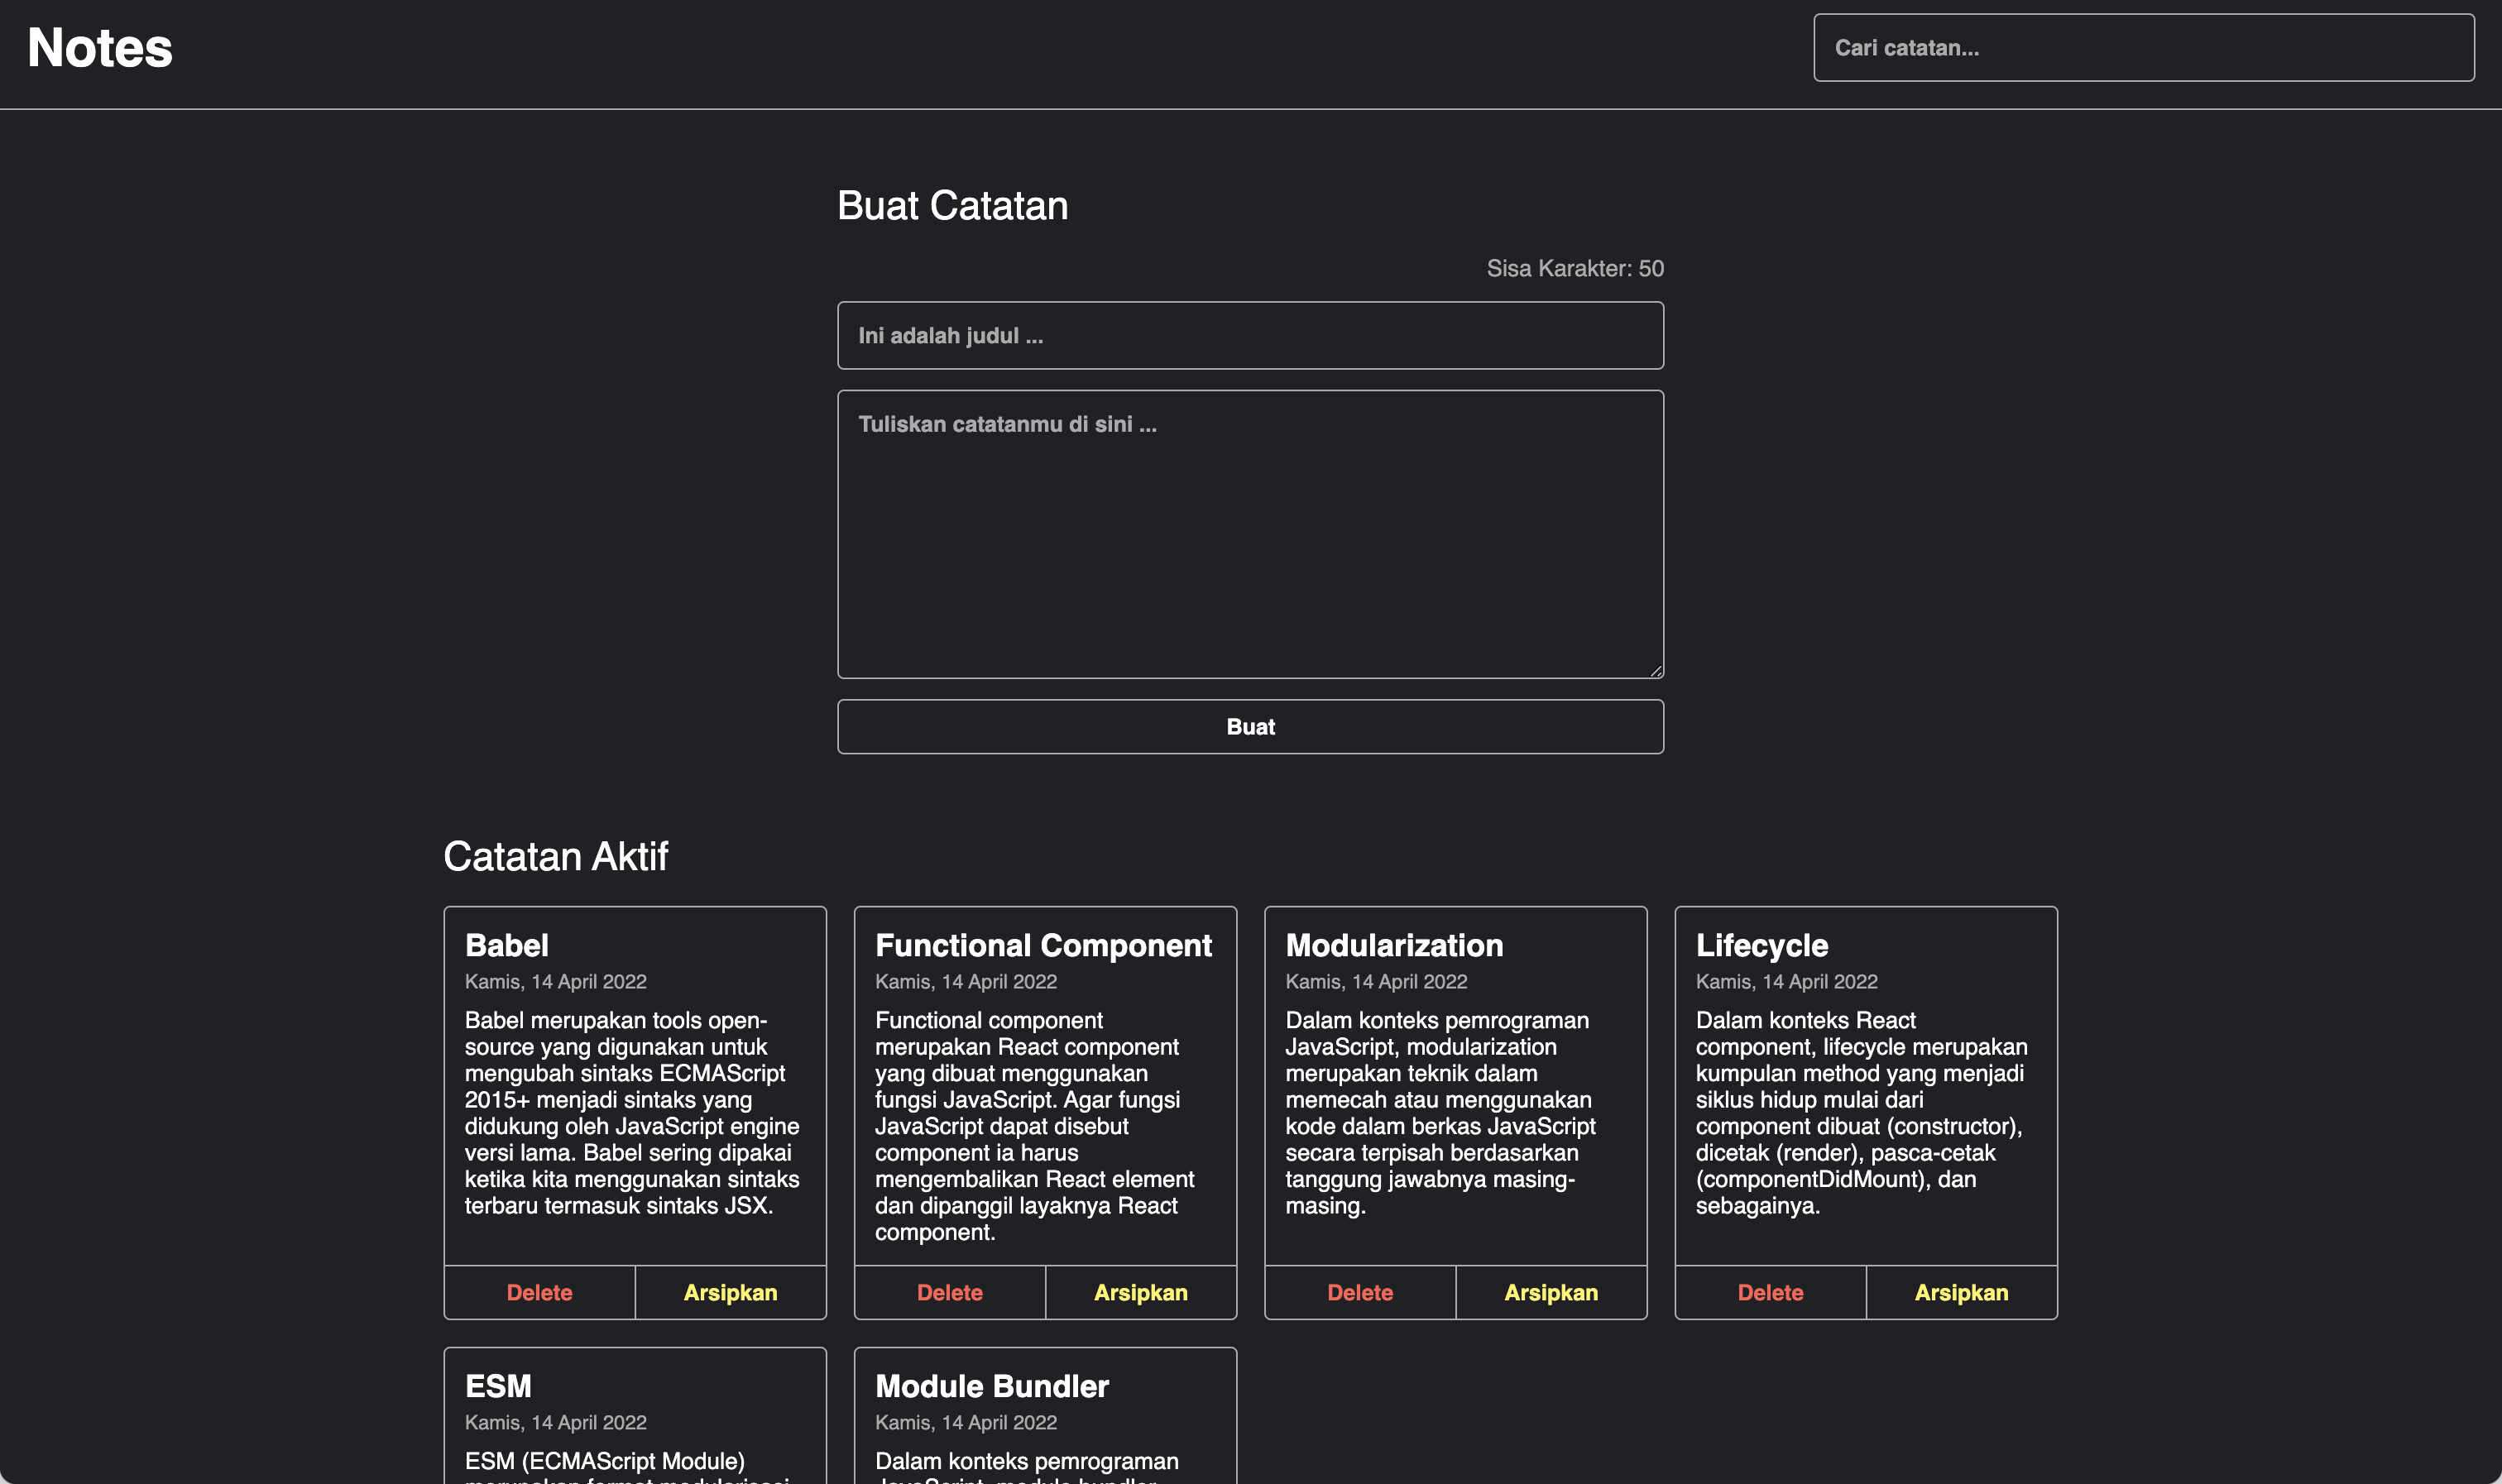 Notes
Cari catatan...
Buat Catatan
Sisa Karakter: 50
Ini adalah judul ...
Tuliskan catatanmu di sini ...
Buat
Catatan Aktif
Babel
Kamis, 14 April 2022
Babel merupakan tools open-
source yang digunakan untuk
mengubah sintaks ECMAScript
2015+ menjadi sintaks yang
didukung oleh JavaScript engine
versi lama. Babel sering dipakai
ketika kita menggunakan sintaks
terbaru termasuk sintaks JSX.
Delete
Arsipkan
Functional Component
Kamis, 14 April 2022
Functional component
merupakan React component
yang dibuat menggunakan
fungsi JavaScript. Agar fungsi
JavaScript dapat disebut
component ia harus
mengembalikan React element
dan dipanggil layaknya React
component.
Delete
Arsipkan
Modularization
Kamis, 14 April 2022
Dalam konteks pemrograman
JavaScript, modularization
merupakan teknik dalam
memecah atau menggunakan
kode dalam berkas JavaScript
secara terpisah berdasarkan
tanggung jawabnya masing-
masing.
Delete
Arsipkan
Lifecycle
Kamis, 14 April 2022
Dalam konteks React
component, lifecycle merupakan
kumpulan method yang menjadi
siklus hidup mulai dari
component dibuat (constructor),
dicetak (render), pasca-cetak
(componentDidMount), dan
sebagainya.
Delete
Arsipkan
ESM
Kamis, 14 April 2022
ESM (ECMAScript Module)
merupakan format modularisasi
Module Bundler
Kamis, 14 April 2022
Dalam konteks pemrograman
JavaScript, module bundler